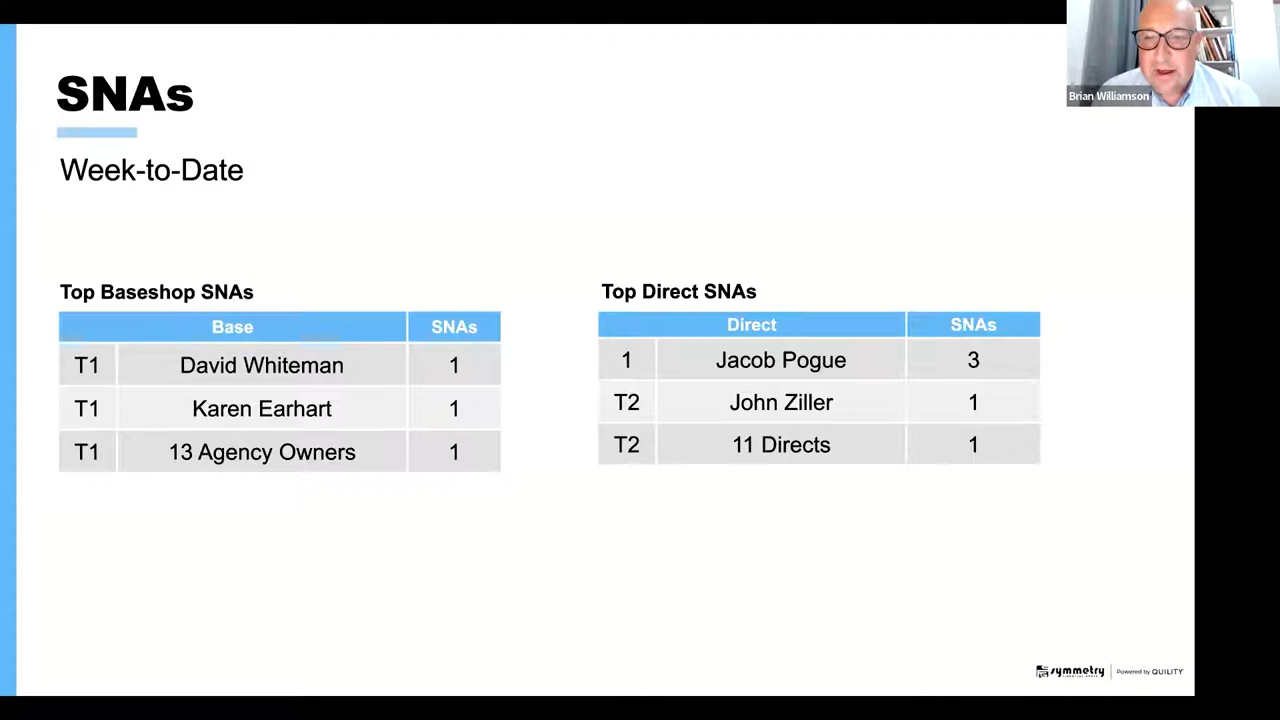 SNAs
Brian Williamson
Week-to-Date
Top Baseshop SNAs
Base SNAs
T1 David Whiteman 1
T1 Karen Earhart 1
T1 13 Agency Owners 1
Top Direct SNAs
Direct SNAs
1 Jacob Pogue 3
T2 John Ziller 1
T2 11 Directs 1
symmetry
Powered by QUILITY